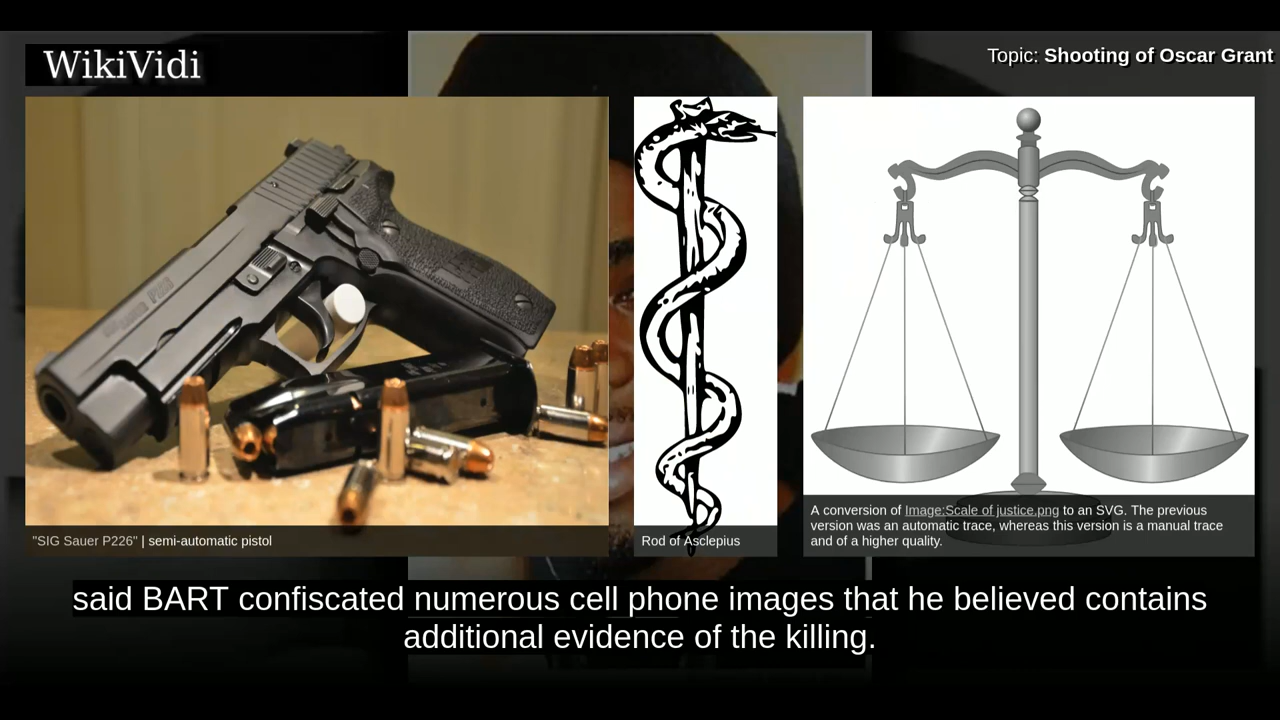 WikiVidi
Topic: Shooting of Oscar Grant
"SIG Sauer P226" | semi-automatic pistol
Rod of Asclepius
A conversion of Image:Scale of justice.png to an SVG. The previous
version was an automatic trace, whereas this version is a manual trace
and of a higher quality.
said BART confiscated numerous cell phone images that he believed contains
additional evidence of the killing.